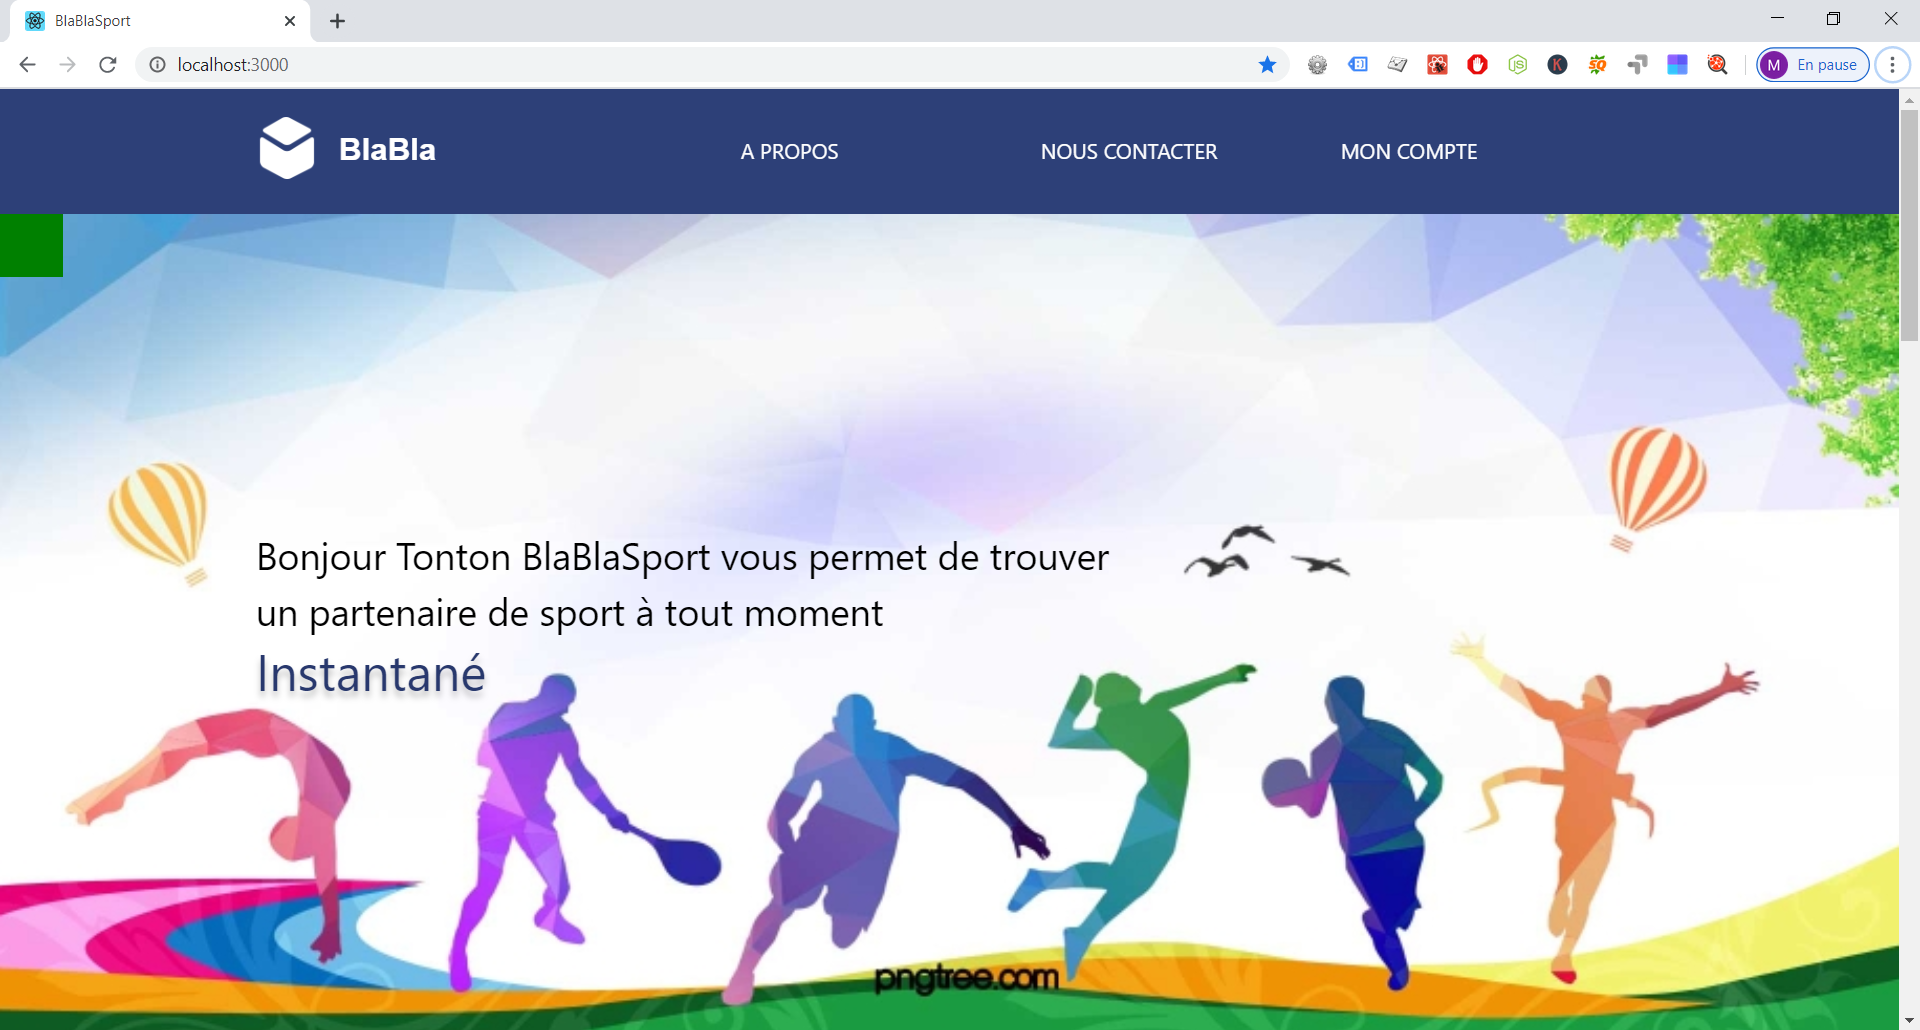 BlaBlaSport
localhost:3000
M En pause
BlaBla
A PROPOS
NOUS CONTACTER
MON COMPTE
Bonjour Tonton BlaBlaSport vous permet de trouver
un partenaire de sport à tout moment
Instantané
pngtree.com